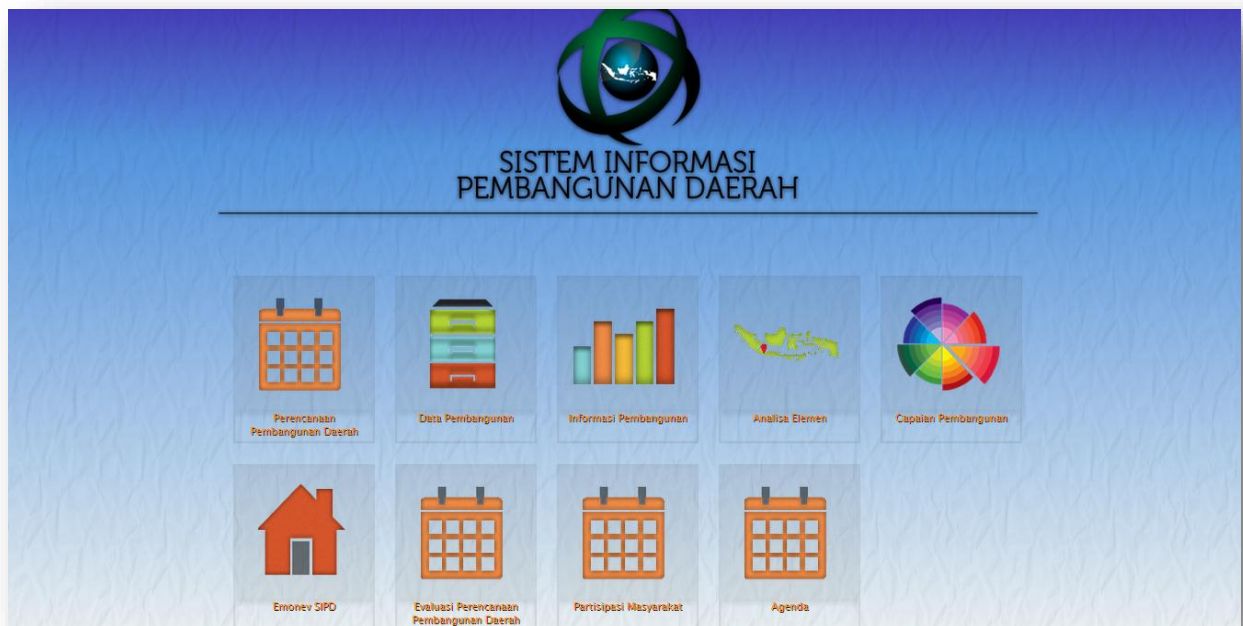 SISTEM INFORMASI
PEMBANGUNAN DAERAH
Perencanaan
Pembangunan Daerah
Data Pembangunan
Informasi Pembangunan
Analisa Elemen
Capaian Pembangunan
Emonev SIPD
Evaluasi Perencanaan
Pembangunan Daerah
Partisipasi Masyarakat
Agenda